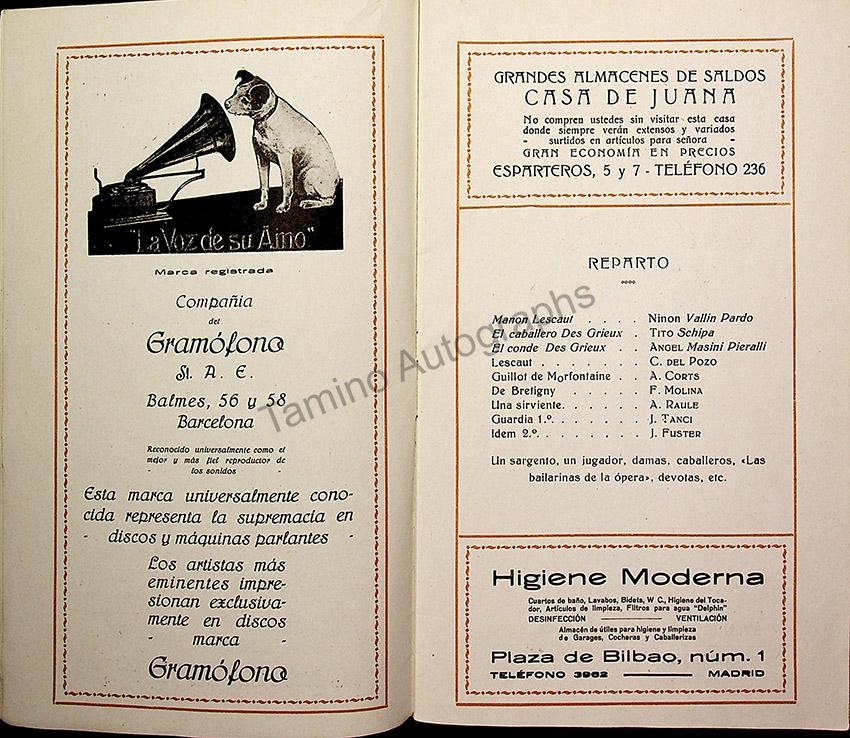 "La Voz de su Amo"
Marca registrada
Compañia
del
Gramófono
S. A. E.
Balmes, 56 y 58
Barcelona
Reconocido universalmente como el
mejor y más fiel reproductor de
- los sonidos -
Esta marca universalmente cono-
cida representa la supremacia en
- discos y máquinas parlantes -
Los artistas más
eminentes impre-
sionan exclusiva-
mente en discos
- marca -
Gramófono
GRANDES ALMACENES DE SALDOS
CASA DE JUANA
No compren ustedes sin visitar esta casa
donde siempre verán extensos y variados
- surtidos en artículos para señora -
GRAN ECONOMÍA EN PRECIOS
ESPARTEROS, 5 y 7 - TELÉFONO 236
REPARTO
Manon Lescaut . . . . Ninon Vallin Pardo
El caballero Des Grieux . Tito Schipa
El conde Des Grieux . . Angel Masini Pieralli
Lescaut . . . . . . . C. del Pozo
Guillot de Morfontaine . . A. Corts
De Bretigny . . . . . F. Molina
Una sirviente. . . . . . A. Raule
Guardia 1.º. . . . . . . J. Tanci
Idem 2.º. . . . . . . . J. Fuster
Un sargento, un jugador, damas, caballeros, «Las
bailarinas de la ópera», devotas, etc.
Higiene Moderna
Cuartos de baño, Lavabos, Bidets, W C., Higiene del Toca-
dor, Artículos de limpieza, Filtros para agua "Delphin"
DESINFECCIÓN VENTILACIÓN
Almacén de útiles para higiene y limpieza
de Garages, Cocheras y Caballerizas
Plaza de Bilbao, núm. 1
TELÉFONO 3962 MADRID
Tamino Autographs